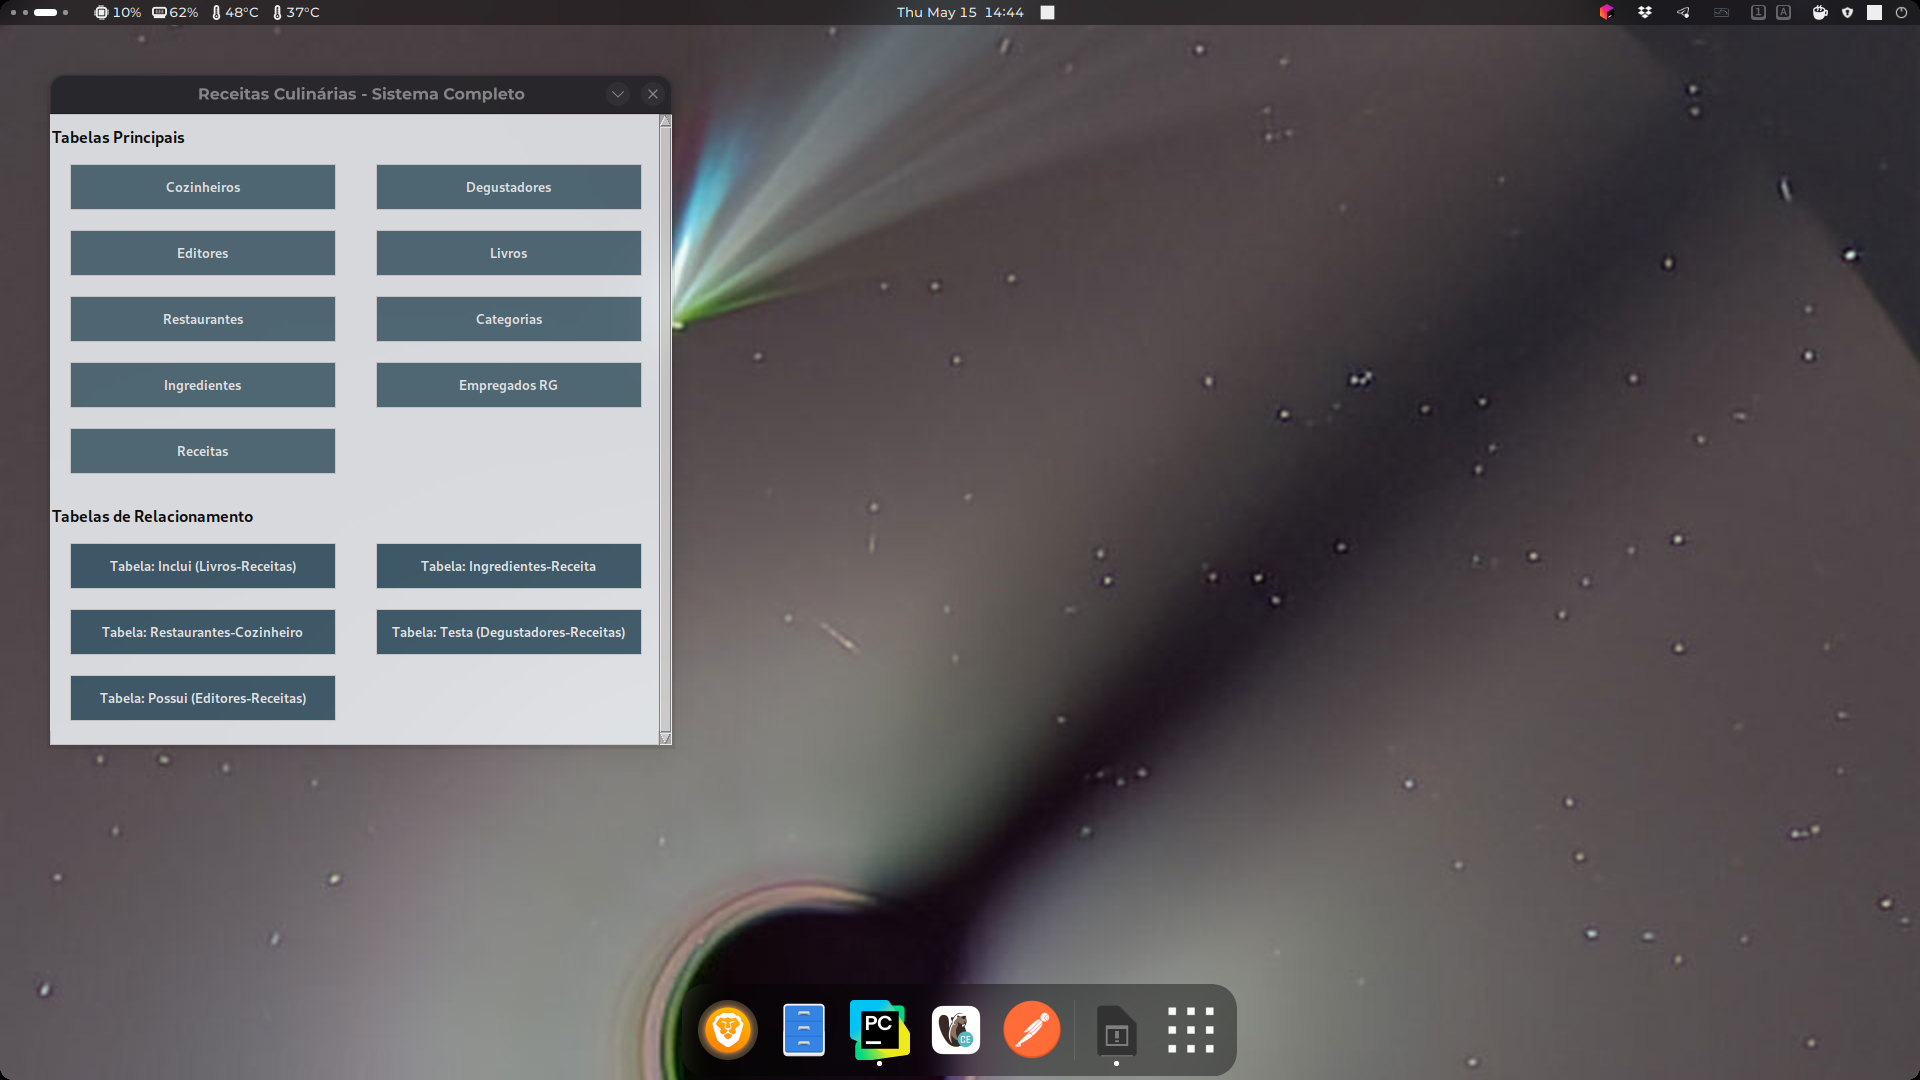 10% 62% 48°C 37°C Thu May 15 14:44 1 A
Receitas Culinárias - Sistema Completo
Tabelas Principais
Cozinheiros Degustadores
Editores Livros
Restaurantes Categorias
Ingredientes Empregados RG
Receitas
Tabelas de Relacionamento
Tabela: Inclui (Livros-Receitas) Tabela: Ingredientes-Receita
Tabela: Restaurantes-Cozinheiro Tabela: Testa (Degustadores-Receitas)
Tabela: Possui (Editores-Receitas)
PC CE